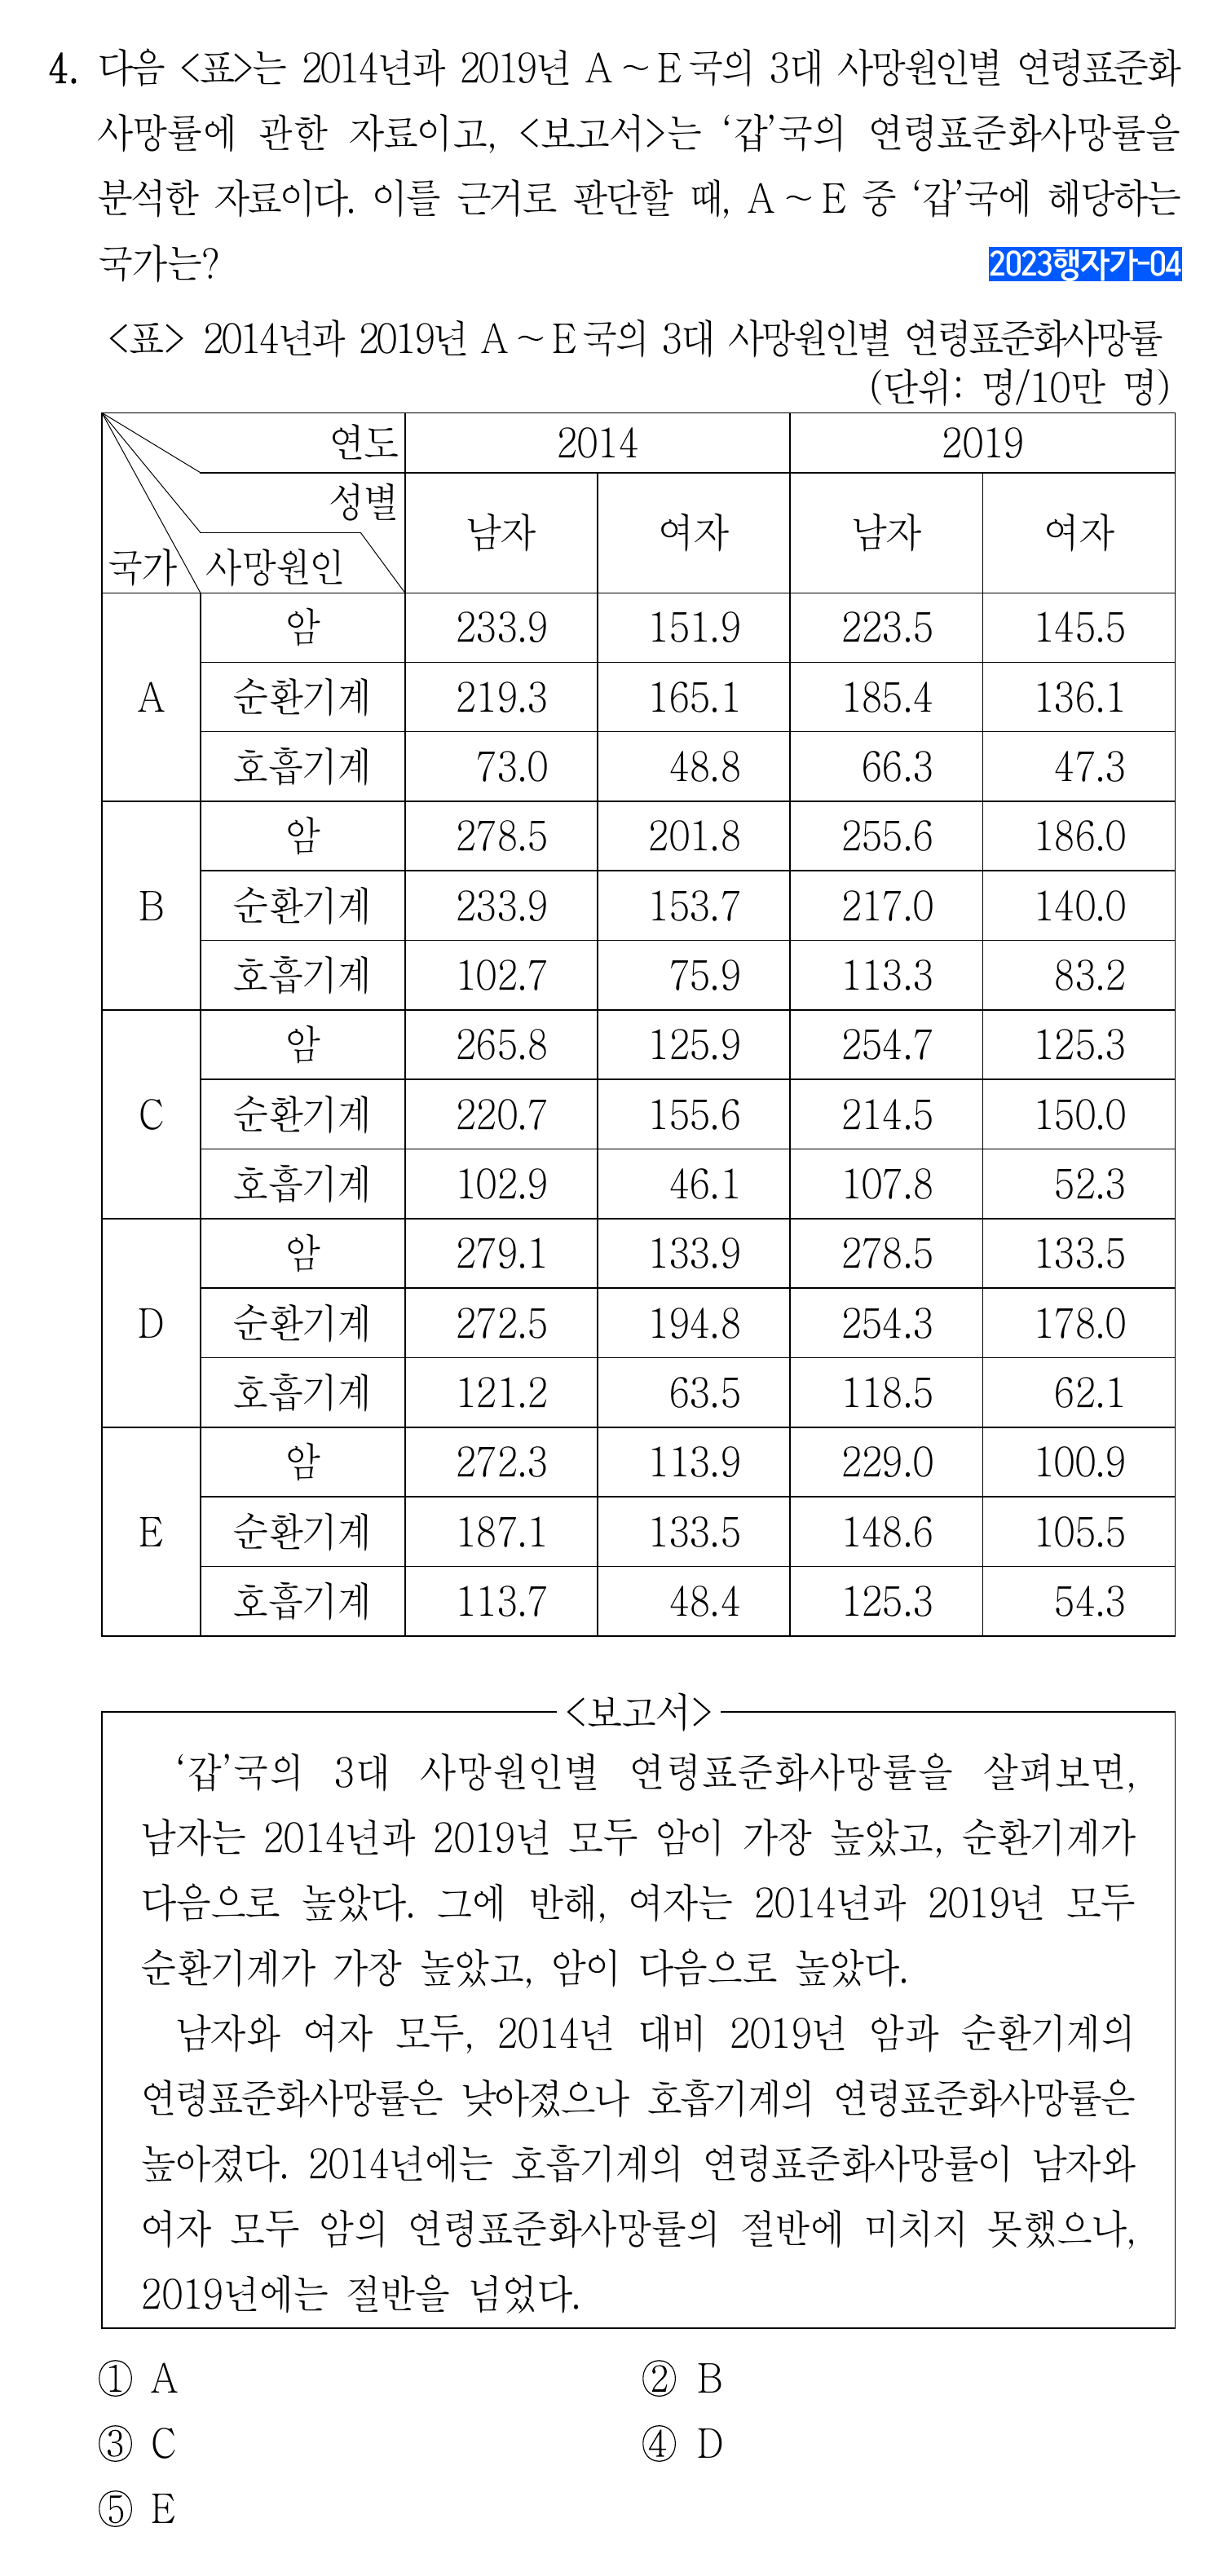 4. 다음 <표>는 2014년과 2019년 A ~ E국의 3대 사망원인별 연령표준화
사망률에 관한 자료이고, <보고서>는 ‘갑’국의 연령표준화사망률을
분석한 자료이다. 이를 근거로 판단할 때, A ~ E 중 ‘갑’국에 해당하는
국가는? 2023행자가-04
<표> 2014년과 2019년 A ~ E국의 3대 사망원인별 연령표준화사망률
(단위: 명/10만 명)
연도 2014 2019
성별 남자 여자 남자 여자
국가 사망원인
암 233.9 151.9 223.5 145.5
A 순환기계 219.3 165.1 185.4 136.1
호흡기계 73.0 48.8 66.3 47.3
암 278.5 201.8 255.6 186.0
B 순환기계 233.9 153.7 217.0 140.0
호흡기계 102.7 75.9 113.3 83.2
암 265.8 125.9 254.7 125.3
C 순환기계 220.7 155.6 214.5 150.0
호흡기계 102.9 46.1 107.8 52.3
암 279.1 133.9 278.5 133.5
D 순환기계 272.5 194.8 254.3 178.0
호흡기계 121.2 63.5 118.5 62.1
암 272.3 113.9 229.0 100.9
E 순환기계 187.1 133.5 148.6 105.5
호흡기계 113.7 48.4 125.3 54.3
<보고서>
‘갑’국의 3대 사망원인별 연령표준화사망률을 살펴보면,
남자는 2014년과 2019년 모두 암이 가장 높았고, 순환기계가
다음으로 높았다. 그에 반해, 여자는 2014년과 2019년 모두
순환기계가 가장 높았고, 암이 다음으로 높았다.
남자와 여자 모두, 2014년 대비 2019년 암과 순환기계의
연령표준화사망률은 낮아졌으나 호흡기계의 연령표준화사망률은
높아졌다. 2014년에는 호흡기계의 연령표준화사망률이 남자와
여자 모두 암의 연령표준화사망률의 절반에 미치지 못했으나,
2019년에는 절반을 넘었다.
① A ② B
③ C ④ D
⑤ E